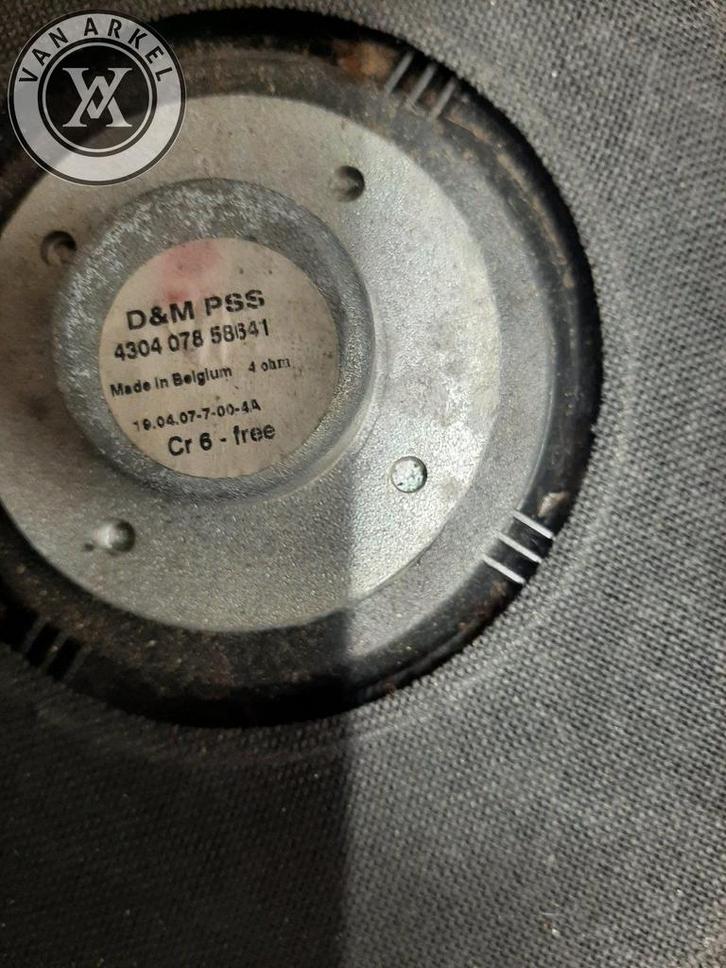 VAN ARKEL
VA
D&M PSS
4304 078 58641
Made in Belgium 4 ohm
19.04.07-7-00-4A
Cr 6 - free